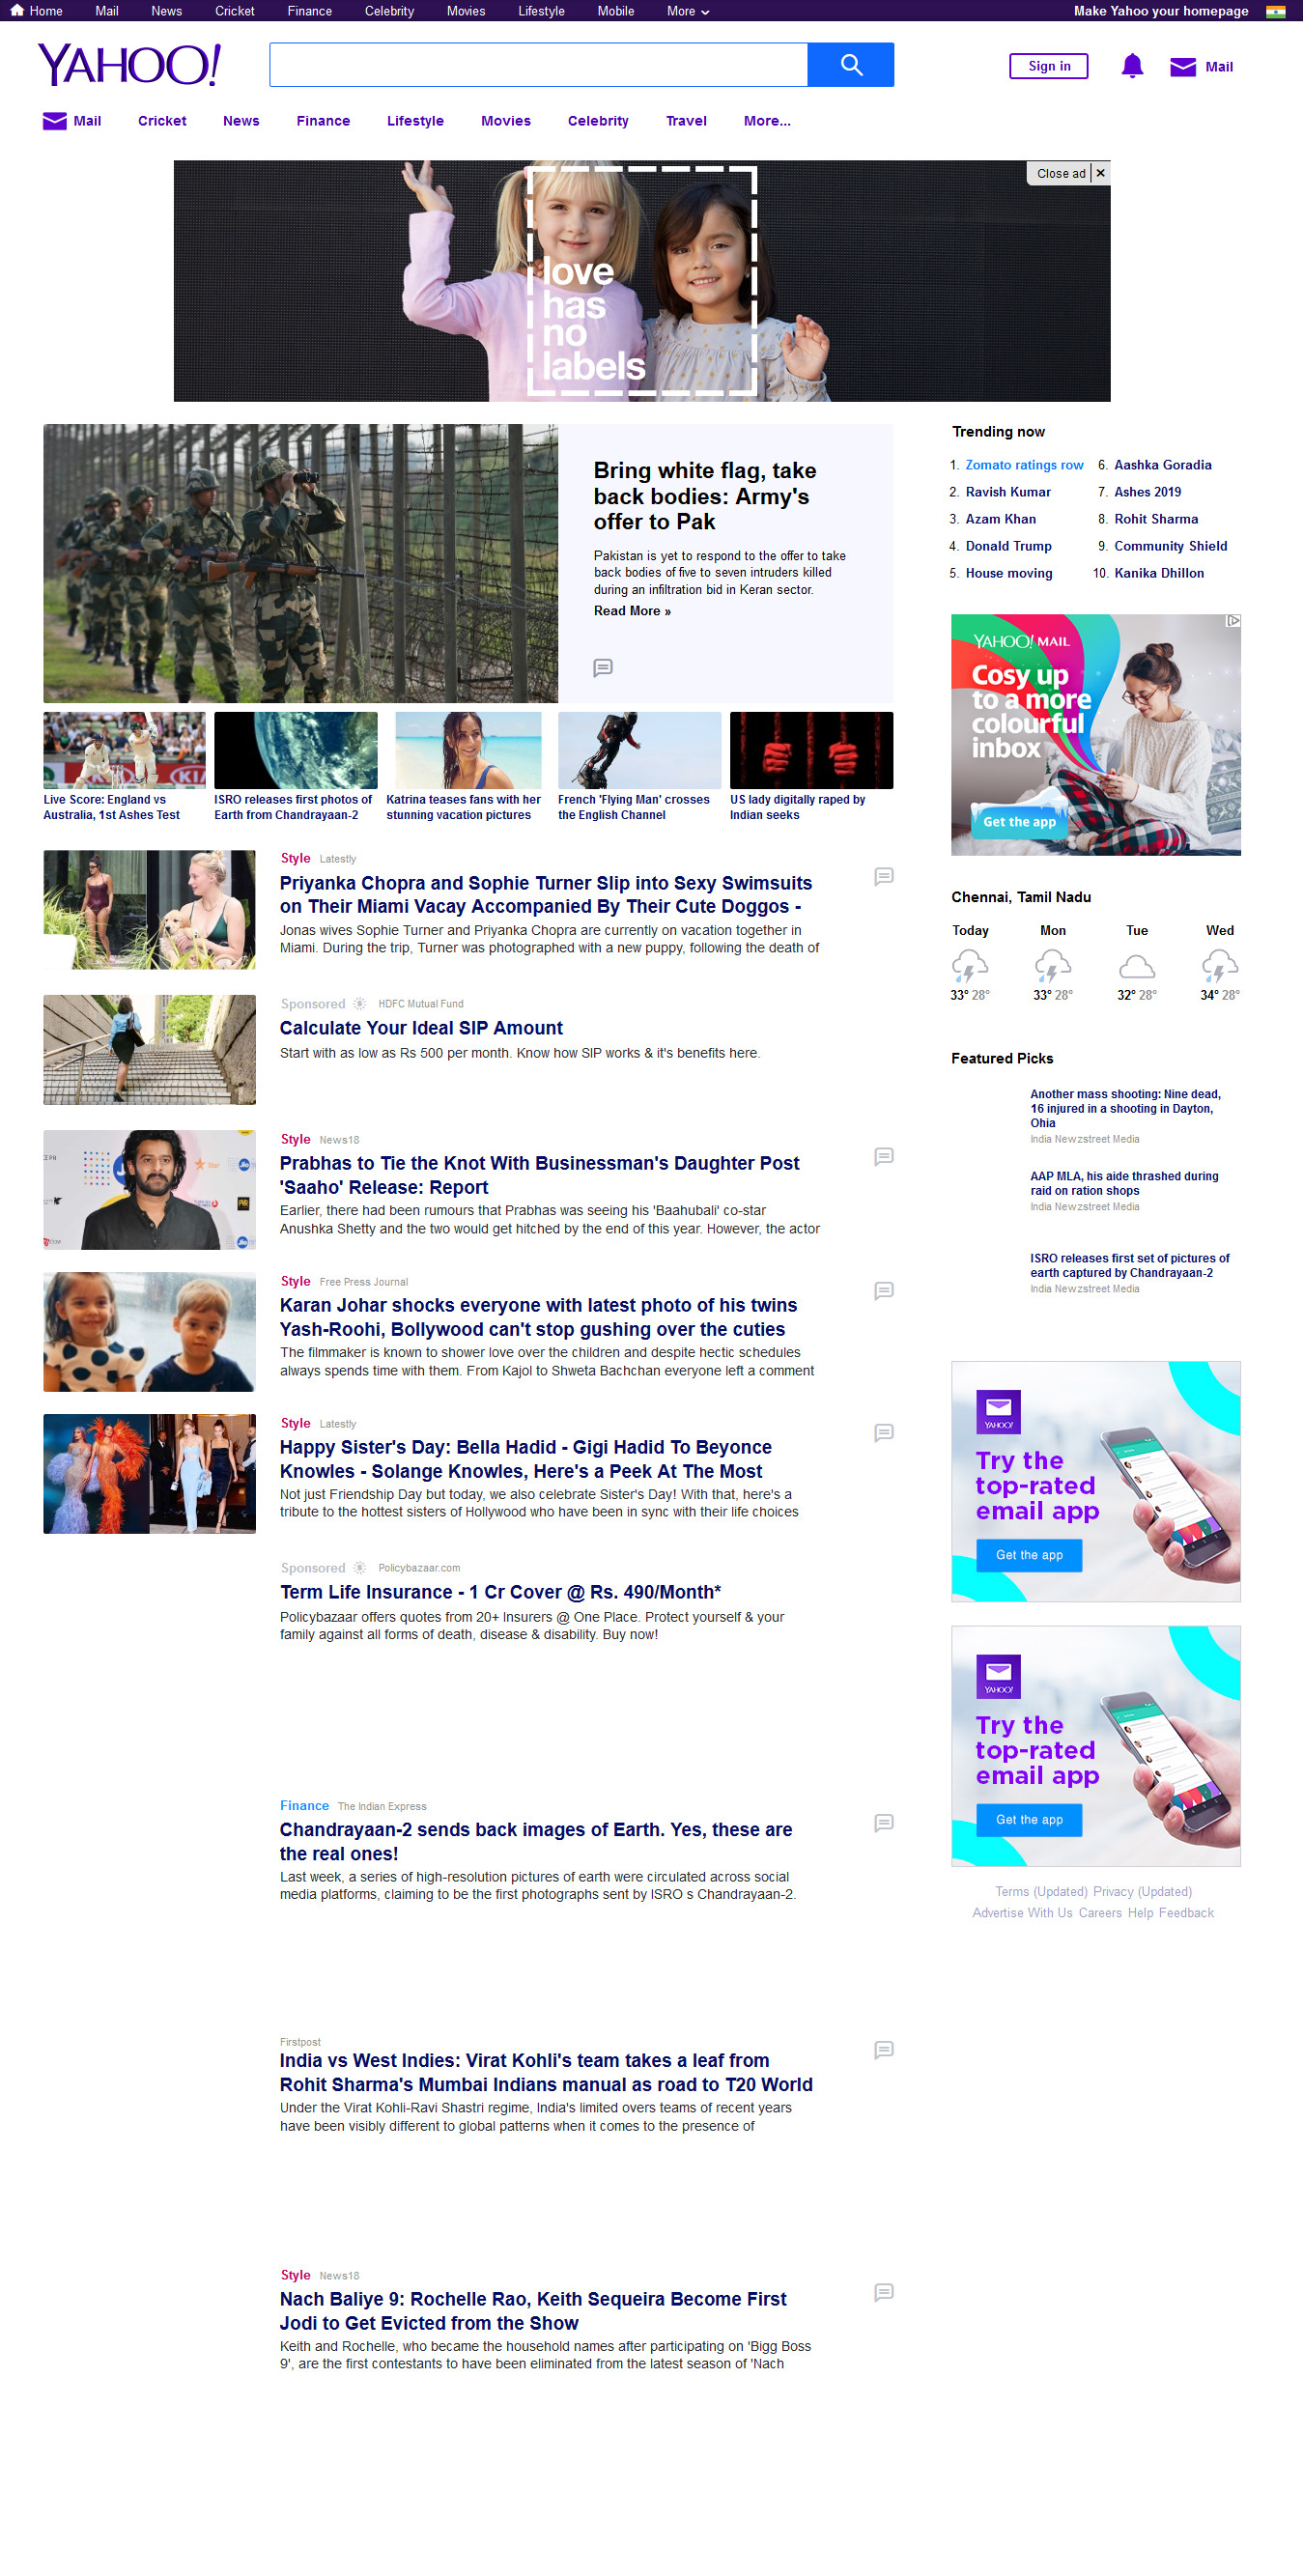 Home Mail News Cricket Finance Celebrity Movies Lifestyle Mobile More Make Yahoo your homepage
YAHOO!
Sign in
Mail
Mail Cricket News Finance Lifestyle Movies Celebrity Travel More...
Close ad ×
love
has
no
labels
Bring white flag, take
back bodies: Army's
offer to Pak
Pakistan is yet to respond to the offer to take
back bodies of five to seven intruders killed
during an infiltration bid in Keran sector.
Read More »
Live Score: England vs
Australia, 1st Ashes Test
ISRO releases first photos of
Earth from Chandrayaan-2
Katrina teases fans with her
stunning vacation pictures
French 'Flying Man' crosses
the English Channel
US lady digitally raped by
Indian seeks
Style Latestly
Priyanka Chopra and Sophie Turner Slip into Sexy Swimsuits
on Their Miami Vacay Accompanied By Their Cute Doggos -
Jonas wives Sophie Turner and Priyanka Chopra are currently on vacation together in
Miami. During the trip, Turner was photographed with a new puppy, following the death of
Sponsored HDFC Mutual Fund
Calculate Your Ideal SIP Amount
Start with as low as Rs 500 per month. Know how SIP works & it's benefits here.
Style News18
Prabhas to Tie the Knot With Businessman's Daughter Post
'Saaho' Release: Report
Earlier, there had been rumours that Prabhas was seeing his 'Baahubali' co-star
Anushka Shetty and the two would get hitched by the end of this year. However, the actor
Style Free Press Journal
Karan Johar shocks everyone with latest photo of his twins
Yash-Roohi, Bollywood can't stop gushing over the cuties
The filmmaker is known to shower love over the children and despite hectic schedules
always spends time with them. From Kajol to Shweta Bachchan everyone left a comment
Style Latestly
Happy Sister's Day: Bella Hadid - Gigi Hadid To Beyonce
Knowles - Solange Knowles, Here's a Peek At The Most
Not just Friendship Day but today, we also celebrate Sister's Day! With that, here's a
tribute to the hottest sisters of Hollywood who have been in sync with their life choices
Sponsored Policybazaar.com
Term Life Insurance - 1 Cr Cover @ Rs. 490/Month*
Policybazaar offers quotes from 20+ Insurers @ One Place. Protect yourself & your
family against all forms of death, disease & disability. Buy now!
Finance The Indian Express
Chandrayaan-2 sends back images of Earth. Yes, these are
the real ones!
Last week, a series of high-resolution pictures of earth were circulated across social
media platforms, claiming to be the first photographs sent by ISRO s Chandrayaan-2.
Firstpost
India vs West Indies: Virat Kohli's team takes a leaf from
Rohit Sharma's Mumbai Indians manual as road to T20 World
Under the Virat Kohli-Ravi Shastri regime, India's limited overs teams of recent years
have been visibly different to global patterns when it comes to the presence of
Style News18
Nach Baliye 9: Rochelle Rao, Keith Sequeira Become First
Jodi to Get Evicted from the Show
Keith and Rochelle, who became the household names after participating on 'Bigg Boss
9', are the first contestants to have been eliminated from the latest season of 'Nach
Trending now
1. Zomato ratings row 6. Aashka Goradia
2. Ravish Kumar 7. Ashes 2019
3. Azam Khan 8. Rohit Sharma
4. Donald Trump 9. Community Shield
5. House moving 10. Kanika Dhillon
YAHOO! MAIL
Cosy up
to a more
colourful
inbox
Get the app
Chennai, Tamil Nadu
Today Mon Tue Wed
33° 28° 33° 28° 32° 28° 34° 28°
Featured Picks
Another mass shooting: Nine dead,
16 injured in a shooting in Dayton,
Ohia
India Newzstreet Media
AAP MLA, his aide thrashed during
raid on ration shops
India Newzstreet Media
ISRO releases first set of pictures of
earth captured by Chandrayaan-2
India Newzstreet Media
YAHOO!
Try the
top-rated
email app
Get the app
YAHOO!
Try the
top-rated
email app
Get the app
Terms (Updated) Privacy (Updated)
Advertise With Us Careers Help Feedback